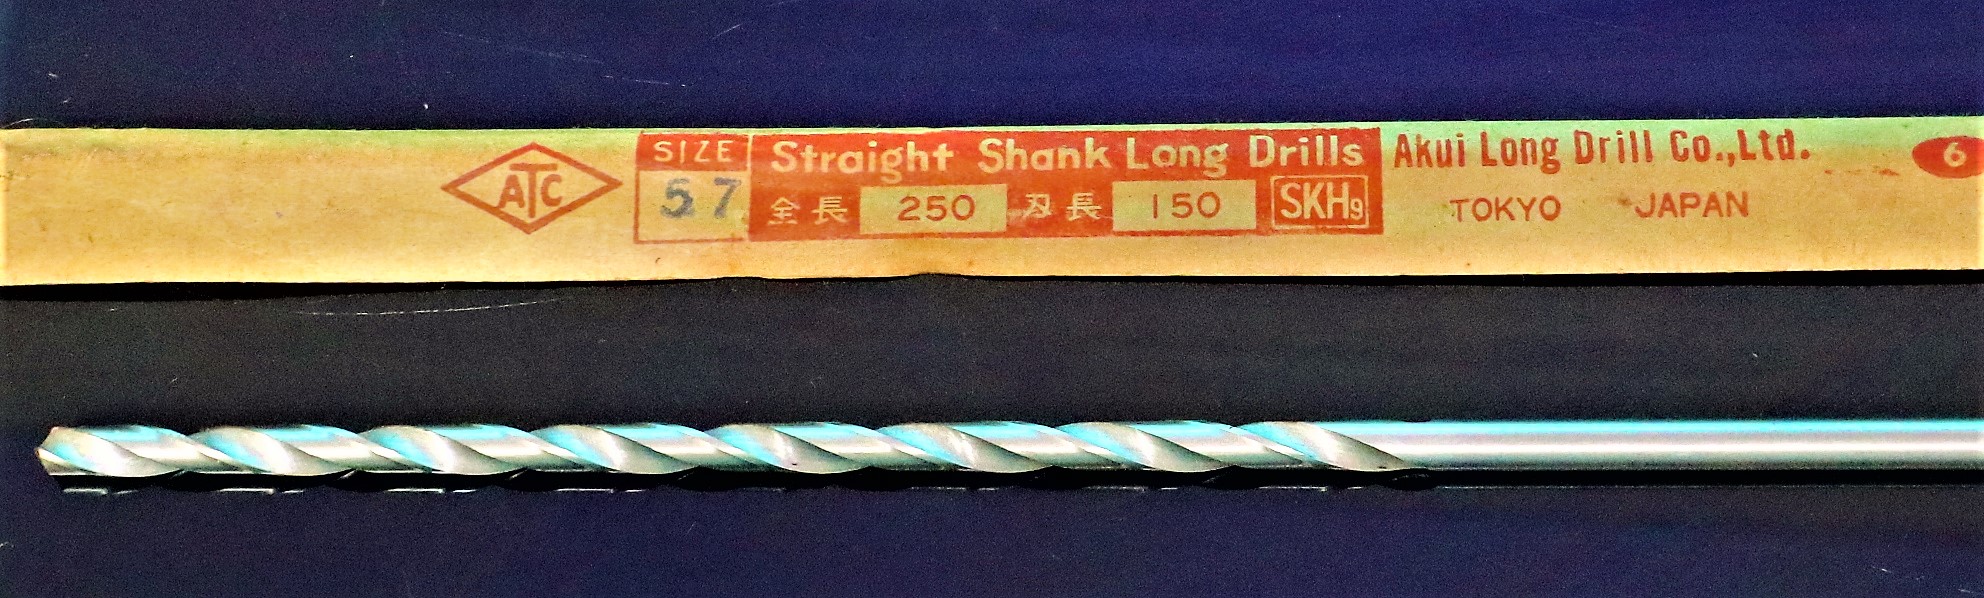 ATC
SIZE
5.7
Straight Shank Long Drills
全長 250 刃長 150 SKH9
Akui Long Drill Co.,Ltd.
TOKYO JAPAN
6